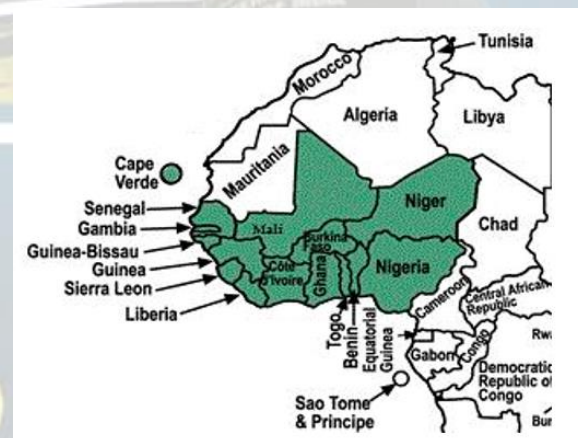 Tunisia
Morocco
Algeria
Libya
Cape
Verde
Mauritania
Senegal
Gambia
Mali
Niger
Chad
Guinea-Bissau
Burkina
Faso
Guinea
Côte
d'Ivoire
Ghana
Nigeria
Sierra Leon
Liberia
Togo
Benin
Equatorial
Guinea
Cameroon
Central African
Republic
Gabon
Congo
Rw
Democratic
Republic of
Congo
Sao Tome
& Principe
Bur